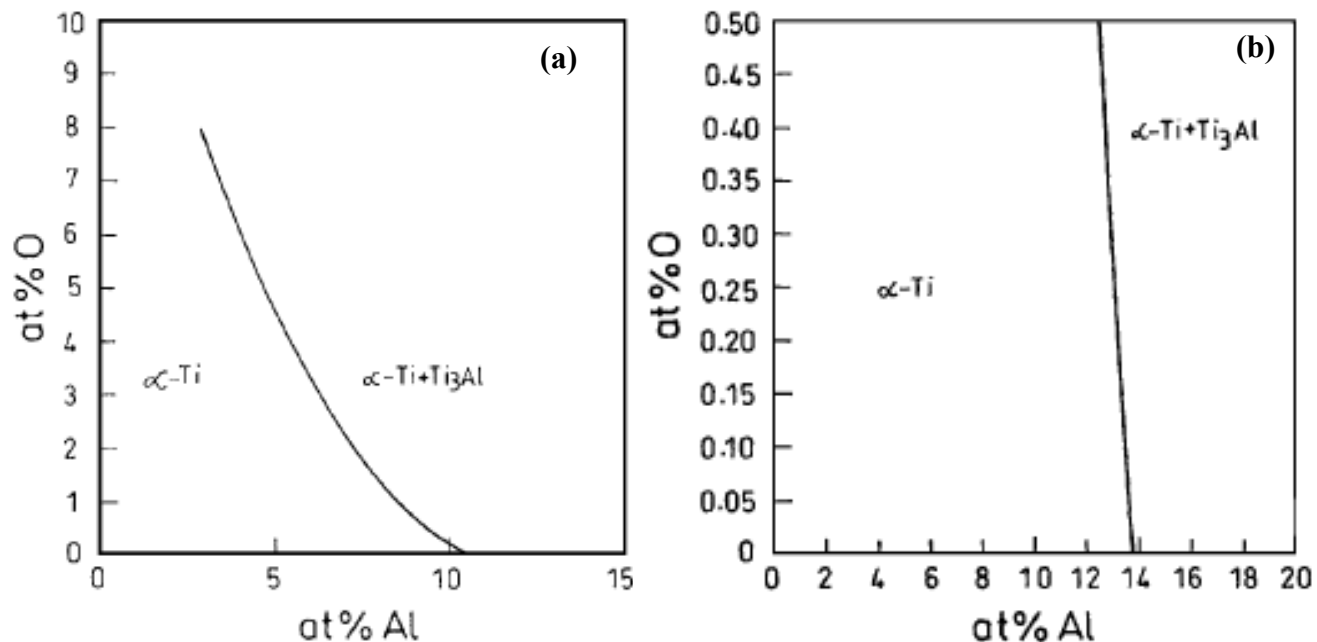 (a)
10
9
8
7
6
5
4
3
2
1
0
at%O
∝-Ti
∝-Ti+Ti3Al
0 5 10 15
at% Al
(b)
0.50
0.45
0.40
0.35
0.30
0.25
0.20
0.15
0.10
0.05
0
at%O
∝-Ti+Ti3Al
∝-Ti
0 2 4 6 8 10 12 14 16 18 20
at% Al